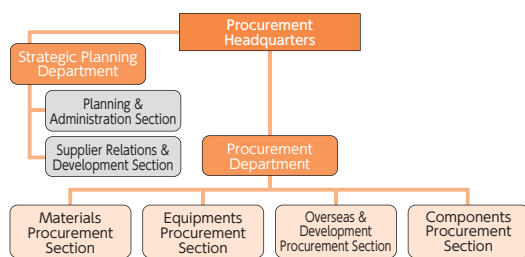 Procurement
Headquarters
Strategic Planning
Department
Planning &
Administration Section
Supplier Relations &
Development Section
Procurement
Department
Materials
Procurement
Section
Equipments
Procurement
Section
Overseas &
Development
Procurement Section
Components
Procurement
Section